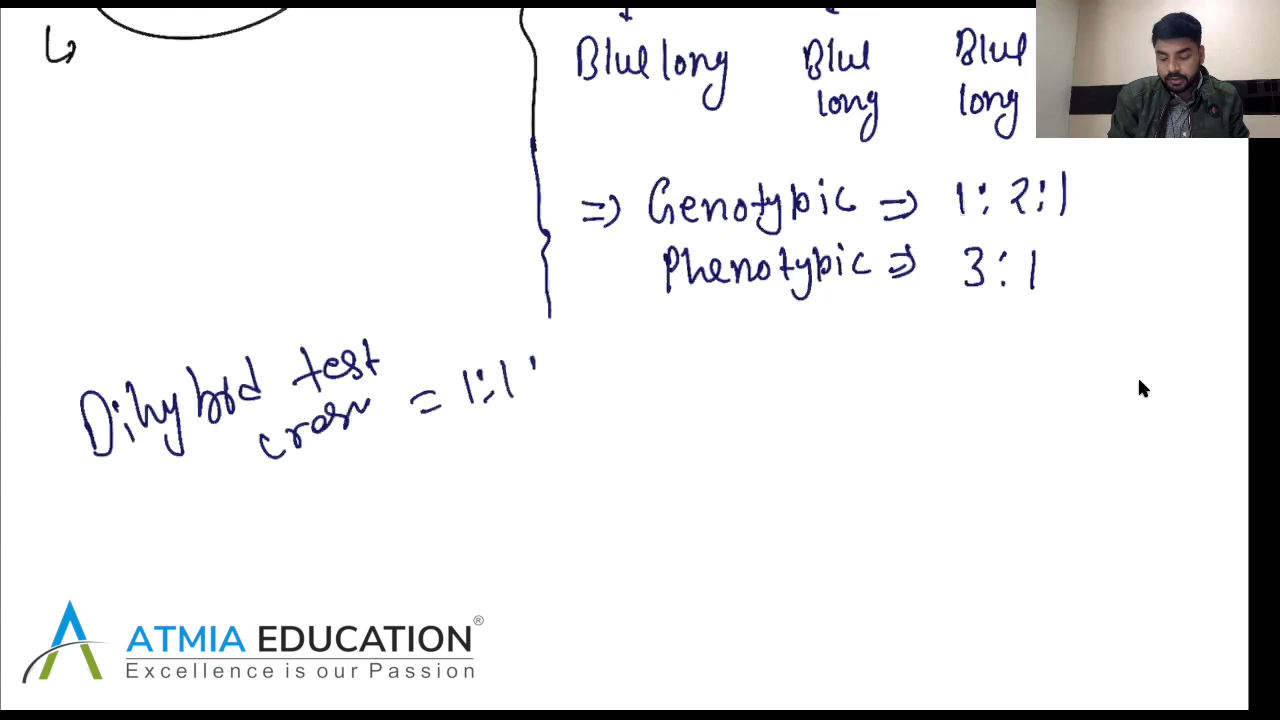 Blue long
Blue
long
Blue
long
=> Genotypic => 1:2:1
Phenotypic => 3:1
Dihybrid test
cross = 1:1:
ATMIA EDUCATION®
Excellence is our Passion